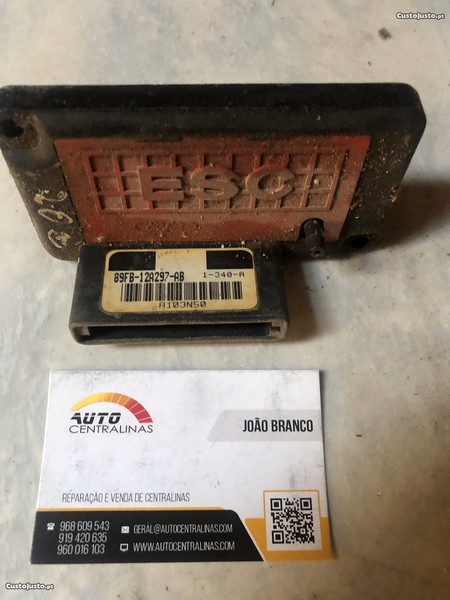 CustoJusto.pt
ESC
89FB-12A297-AB 1-340-A
A103N50
AUTO
CENTRALINAS
JOÃO BRANCO
REPARAÇÃO E VENDA DE CENTRALINAS
968 609 543
919 420 635
960 016 103
GERAL@AUTOCENTRALINAS.COM
WWW.AUTOCENTRALINAS.COM
CustoJusto.pt